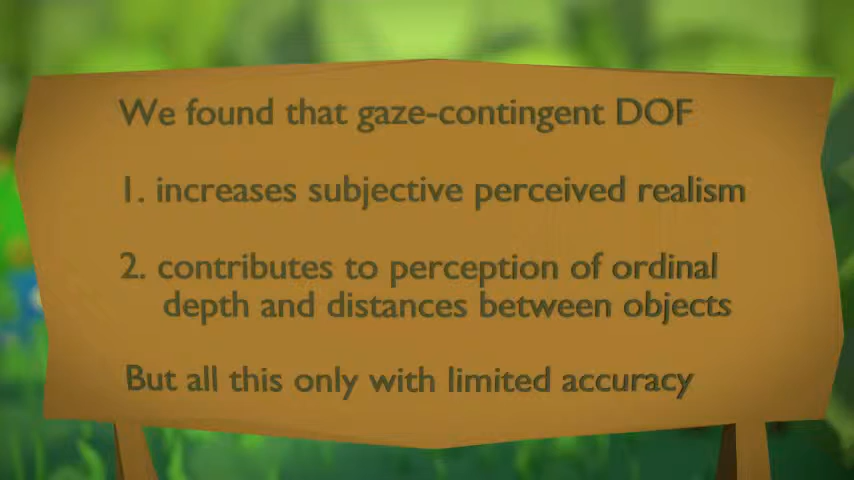 We found that gaze-contingent DOF
1. increases subjective perceived realism
2. contributes to perception of ordinal
depth and distances between objects
But all this only with limited accuracy